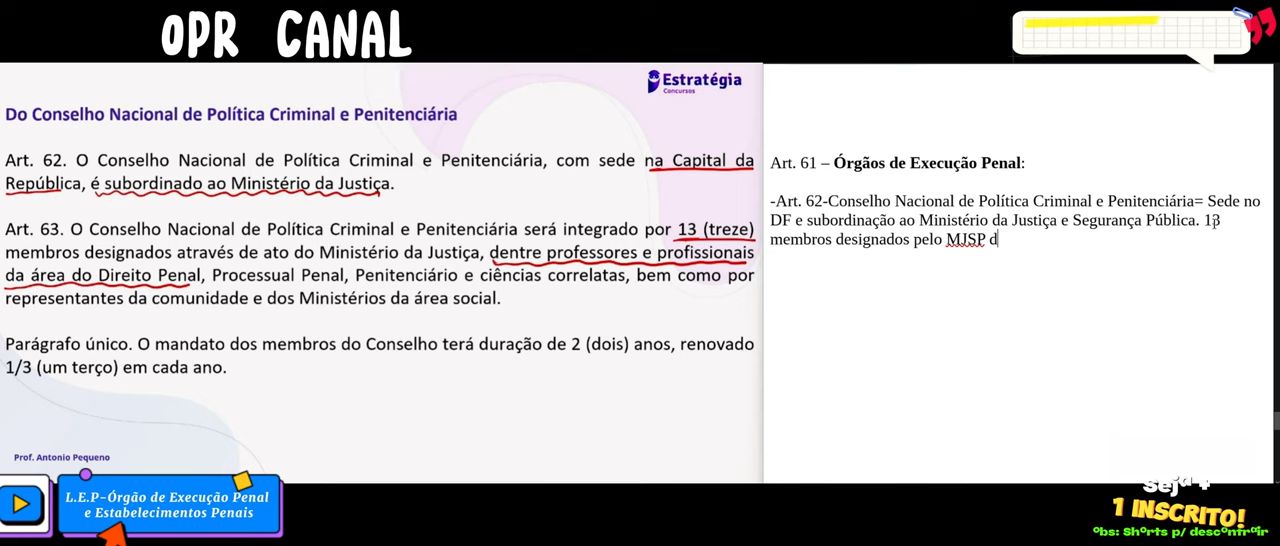 OPR CANAL
Estratégia
Concursos
Do Conselho Nacional de Política Criminal e Penitenciária
Art. 62. O Conselho Nacional de Política Criminal e Penitenciária, com sede na Capital da
República, é subordinado ao Ministério da Justiça.
Art. 63. O Conselho Nacional de Política Criminal e Penitenciária será integrado por 13 (treze)
membros designados através de ato do Ministério da Justiça, dentre professores e profissionais
da área do Direito Penal, Processual Penal, Penitenciário e ciências correlatas, bem como por
representantes da comunidade e dos Ministérios da área social.
Parágrafo único. O mandato dos membros do Conselho terá duração de 2 (dois) anos, renovado
1/3 (um terço) em cada ano.
Prof. Antonio Pequeno
Art. 61 – Órgãos de Execução Penal:
-Art. 62-Conselho Nacional de Política Criminal e Penitenciária= Sede no
DF e subordinação ao Ministério da Justiça e Segurança Pública. 13
membros designados pelo MJSP d
L.E.P-Órgão de Execução Penal
e Estabelecimentos Penais
Seja +
1 INSCRITO!
Obs: Shorts p/ descontrair